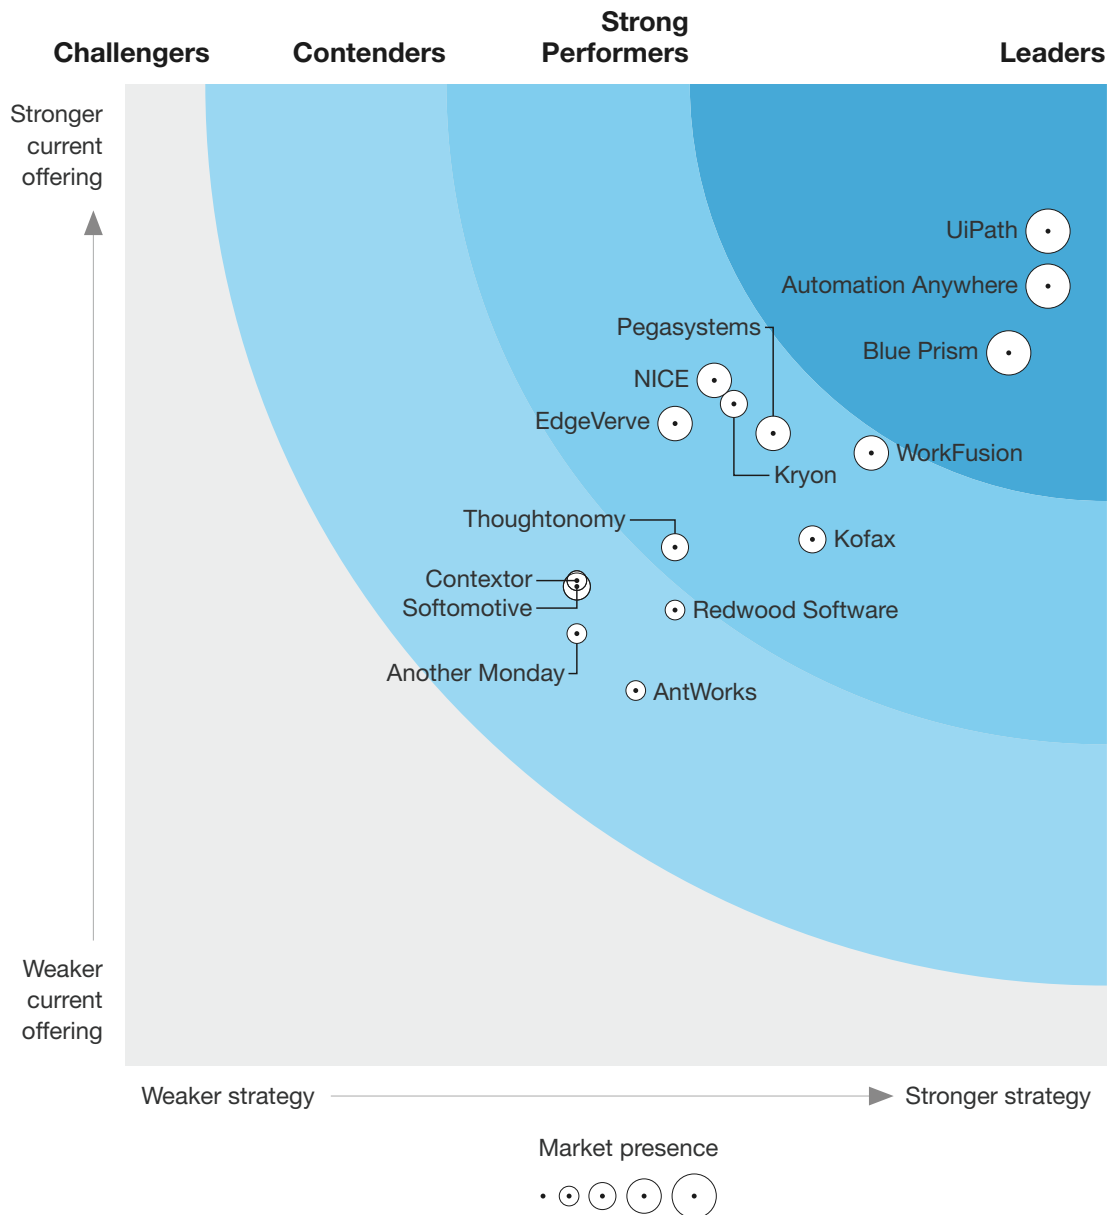 Challengers
Contenders
Strong
Performers
Leaders
Stronger
current
offering
UiPath
Automation Anywhere
Pegasystems
Blue Prism
NICE
EdgeVerve
WorkFusion
Kryon
Thoughtonomy
Kofax
Contextor
Softomotive
Redwood Software
Another Monday
AntWorks
Weaker
current
offering
Weaker strategy
Stronger strategy
Market presence